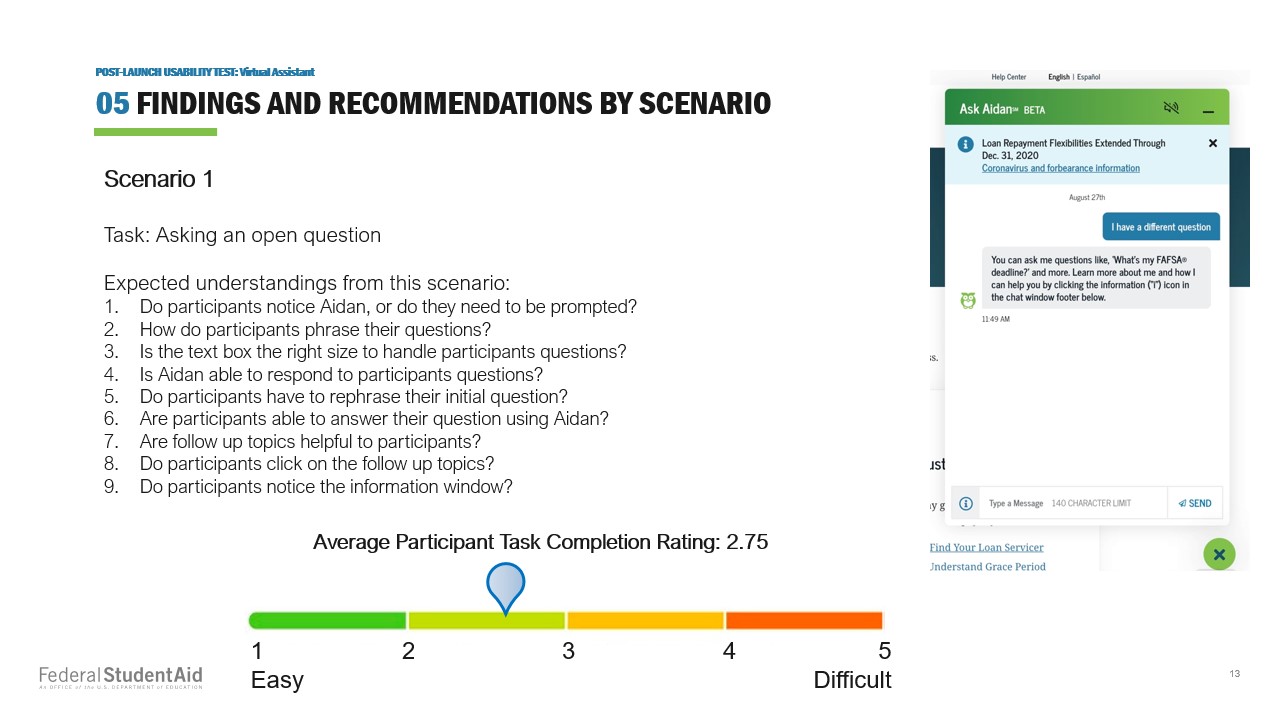 POST-LAUNCH USABILITY TEST: Virtual Assistant
05 FINDINGS AND RECOMMENDATIONS BY SCENARIO
Scenario 1
Task: Asking an open question
Expected understandings from this scenario:
1. Do participants notice Aidan, or do they need to be prompted?
2. How do participants phrase their questions?
3. Is the text box the right size to handle participants questions?
4. Is Aidan able to respond to participants questions?
5. Do participants have to rephrase their initial question?
6. Are participants able to answer their question using Aidan?
7. Are follow up topics helpful to participants?
8. Do participants click on the follow up topics?
9. Do participants notice the information window?
Average Participant Task Completion Rating: 2.75
1 2 3 4 5
Easy Difficult
Federal StudentAid
An OFFICE of the U.S. DEPARTMENT of EDUCATION
Help Center English | Español
Ask Aidan℠ BETA
Loan Repayment Flexibilities Extended Through
Dec. 31, 2020
Coronavirus and forbearance information
August 27th
I have a different question
You can ask me questions like, 'What's my FAFSA®
deadline?' and more. Learn more about me and how I
can help you by clicking the information ("i") icon in
the chat window footer below.
11:49 AM
ss.
ust
ny g
Type a Message 140 CHARACTER LIMIT SEND
Find Your Loan Servicer
Understand Grace Period
13